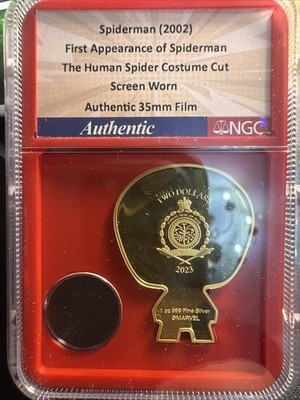 Spiderman (2002)
First Appearance of Spiderman
The Human Spider Costume Cut
Screen Worn
Authentic 35mm Film
Authentic
NGC
TWO DOLLARS
2023
1 oz 999 Fine Silver
©MARVEL